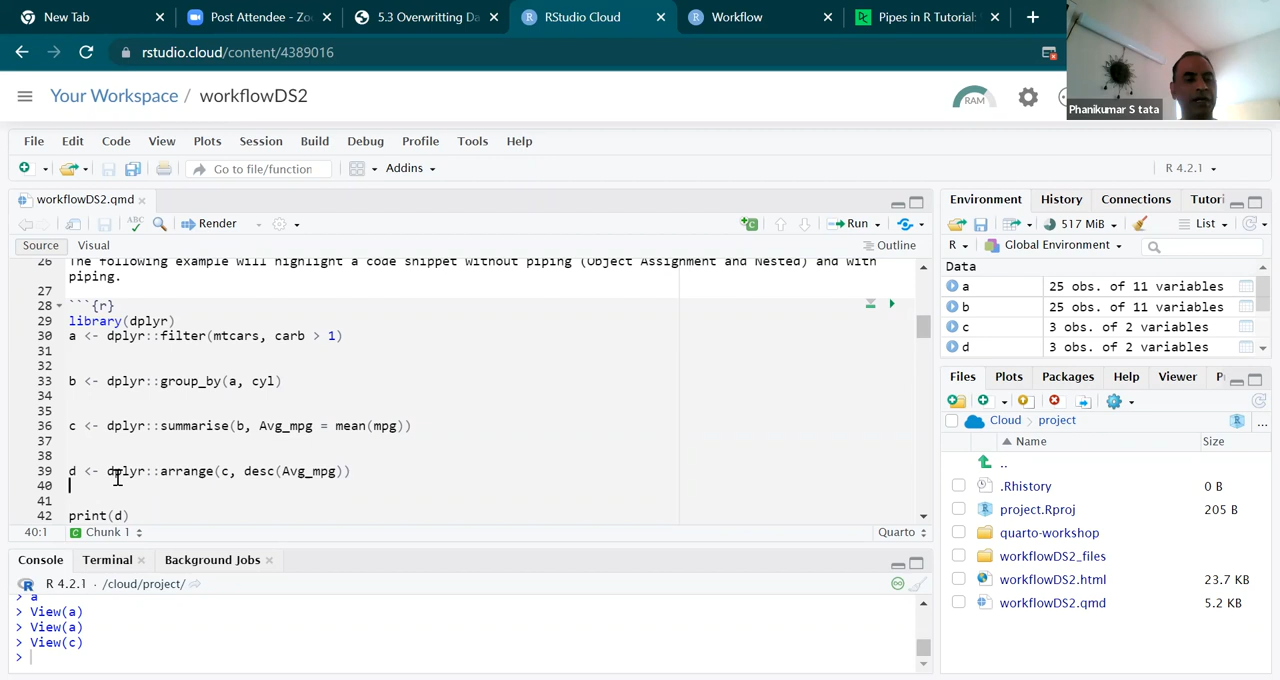 New Tab
Post Attendee - Zoo
5.3 Overwritting Da
RStudio Cloud
Workflow
Pipes in R Tutorial:
rstudio.cloud/content/4389016
Your Workspace / workflowDS2
RAM
Phanikumar S tata
File Edit Code View Plots Session Build Debug Profile Tools Help
Go to file/function Addins R 4.2.1
workflowDS2.qmd
ABC Render Run
Source Visual Outline
26 The following example will highlight a code snippet without piping (Object Assignment and Nested) and with
piping.
27
28 ```{r}
29 library(dplyr)
30 a <- dplyr::filter(mtcars, carb > 1)
31
32
33 b <- dplyr::group_by(a, cyl)
34
35
36 c <- dplyr::summarise(b, Avg_mpg = mean(mpg))
37
38
39 d <- dplyr::arrange(c, desc(Avg_mpg))
40
41
42 print(d)
40:1 Chunk 1 Quarto
Console Terminal Background Jobs
R 4.2.1 · /cloud/project/
> a
> View(a)
> View(a)
> View(c)
>
Environment History Connections Tutori
517 MiB List
R Global Environment
Data
a 25 obs. of 11 variables
b 25 obs. of 11 variables
c 3 obs. of 2 variables
d 3 obs. of 2 variables
Files Plots Packages Help Viewer P
Cloud project ...
Name Size
..
.Rhistory 0 B
project.Rproj 205 B
quarto-workshop
workflowDS2_files
workflowDS2.html 23.7 KB
workflowDS2.qmd 5.2 KB